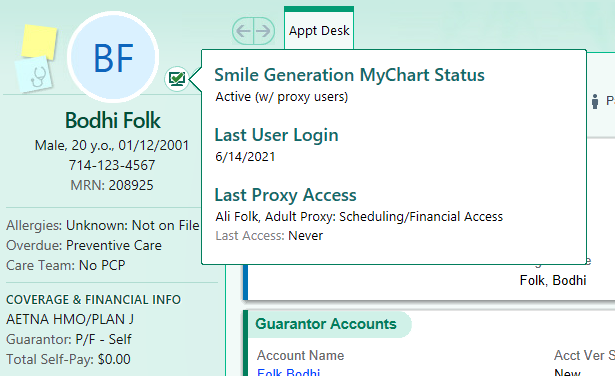 BF
Bodhi Folk
Male, 20 y.o., 01/12/2001
714-123-4567
MRN: 208925
Allergies: Unknown: Not on File
Overdue: Preventive Care
Care Team: No PCP
COVERAGE & FINANCIAL INFO
AETNA HMO/PLAN J
Guarantor: P/F - Self
Total Self-Pay: $0.00
Appt Desk
Smile Generation MyChart Status
Active (w/ proxy users)
Last User Login
6/14/2021
Last Proxy Access
Ali Folk, Adult Proxy: Scheduling/Financial Access
Last Access: Never
Folk, Bodhi
Guarantor Accounts
Account Name
Acct Ver S
Folk,Bodhi
New